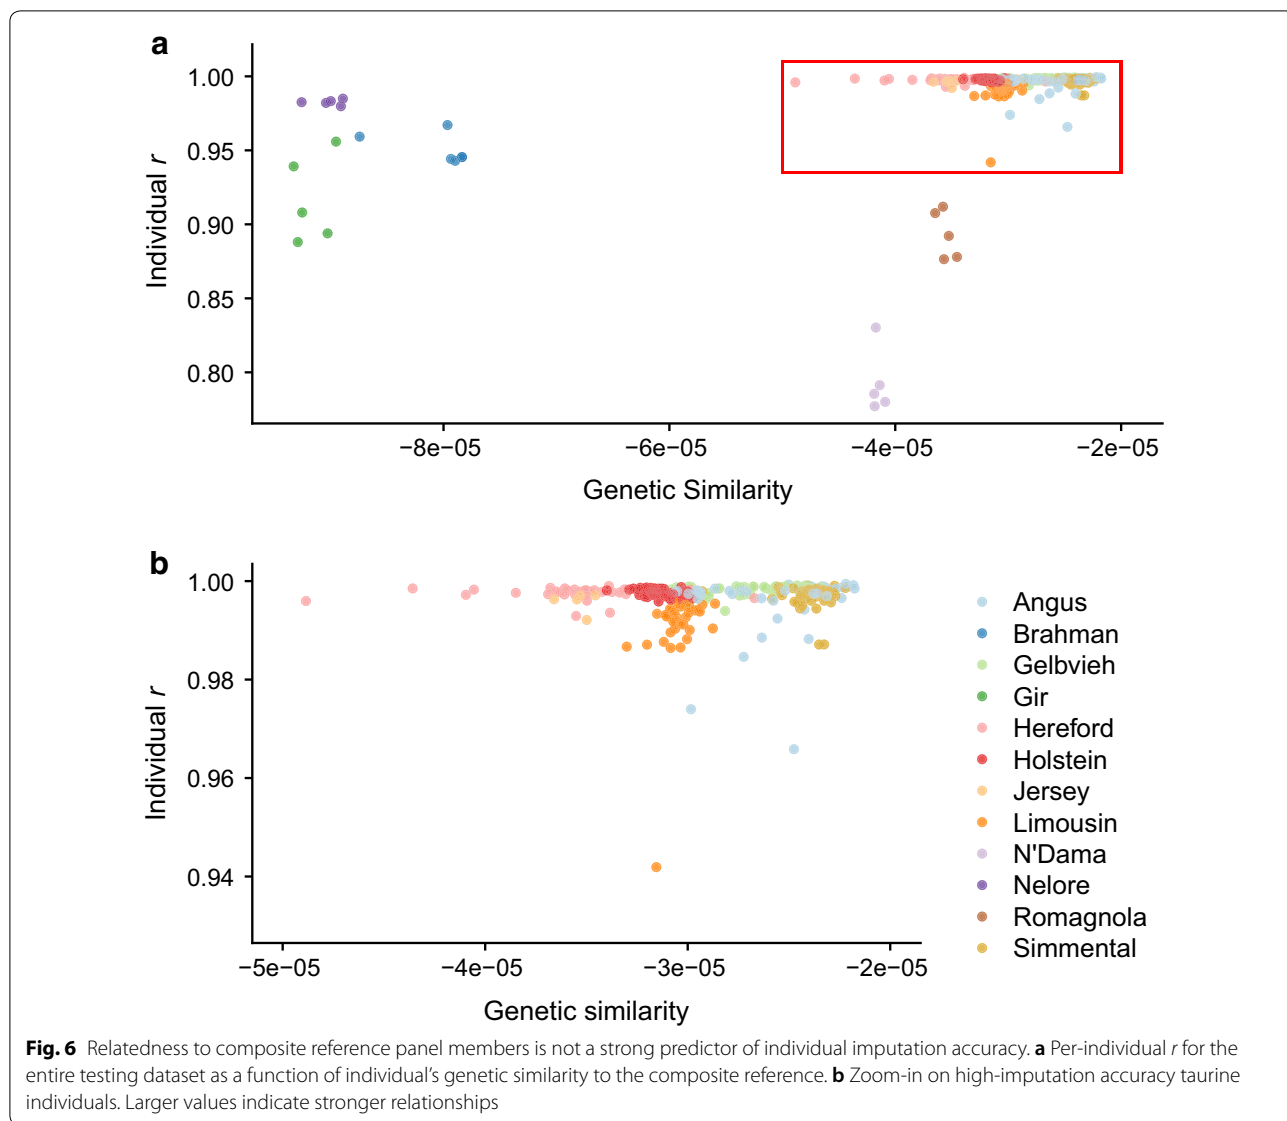 a
1.00
0.95
0.90
0.85
0.80
Individual r
−8e−05 −6e−05 −4e−05 −2e−05
Genetic Similarity
b
1.00
0.98
0.96
0.94
Individual r
−5e−05 −4e−05 −3e−05 −2e−05
Genetic similarity
Angus
Brahman
Gelbvieh
Gir
Hereford
Holstein
Jersey
Limousin
N'Dama
Nelore
Romagnola
Simmental
Fig. 6 Relatedness to composite reference panel members is not a strong predictor of individual imputation accuracy. a Per-individual r for the
entire testing dataset as a function of individual’s genetic similarity to the composite reference. b Zoom-in on high-imputation accuracy taurine
individuals. Larger values indicate stronger relationships